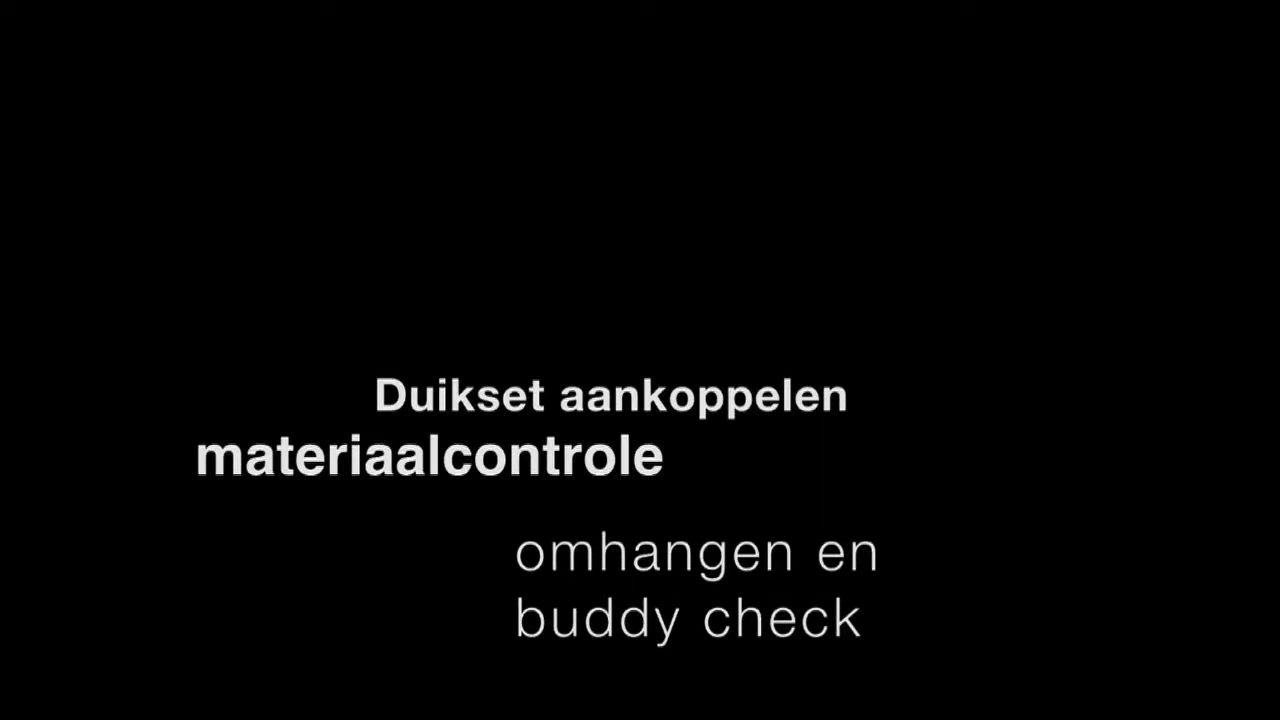 Duikset aankoppelen
materiaalcontrole
omhangen en
buddy check